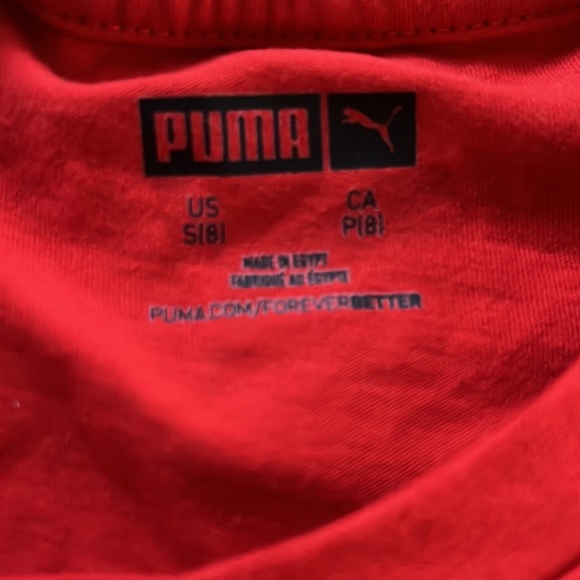 PUMA
US CA
S(8) P(8)
MADE IN EGYPT
FABRIQUÉ AU ÉGYPTE
PUMA.COM/FOREVERBETTER